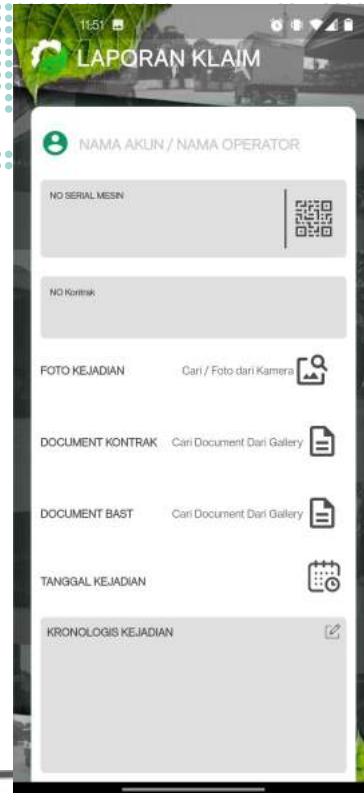 11:51
LAPORAN KLAIM
NAMA AKUN / NAMA OPERATOR
NO SERIAL MESIN
NO Kontrak
FOTO KEJADIAN Cari / Foto dari Kamera
DOCUMENT KONTRAK Cari Document Dari Gallery
DOCUMENT BAST Cari Document Dari Gallery
TANGGAL KEJADIAN
KRONOLOGIS KEJADIAN